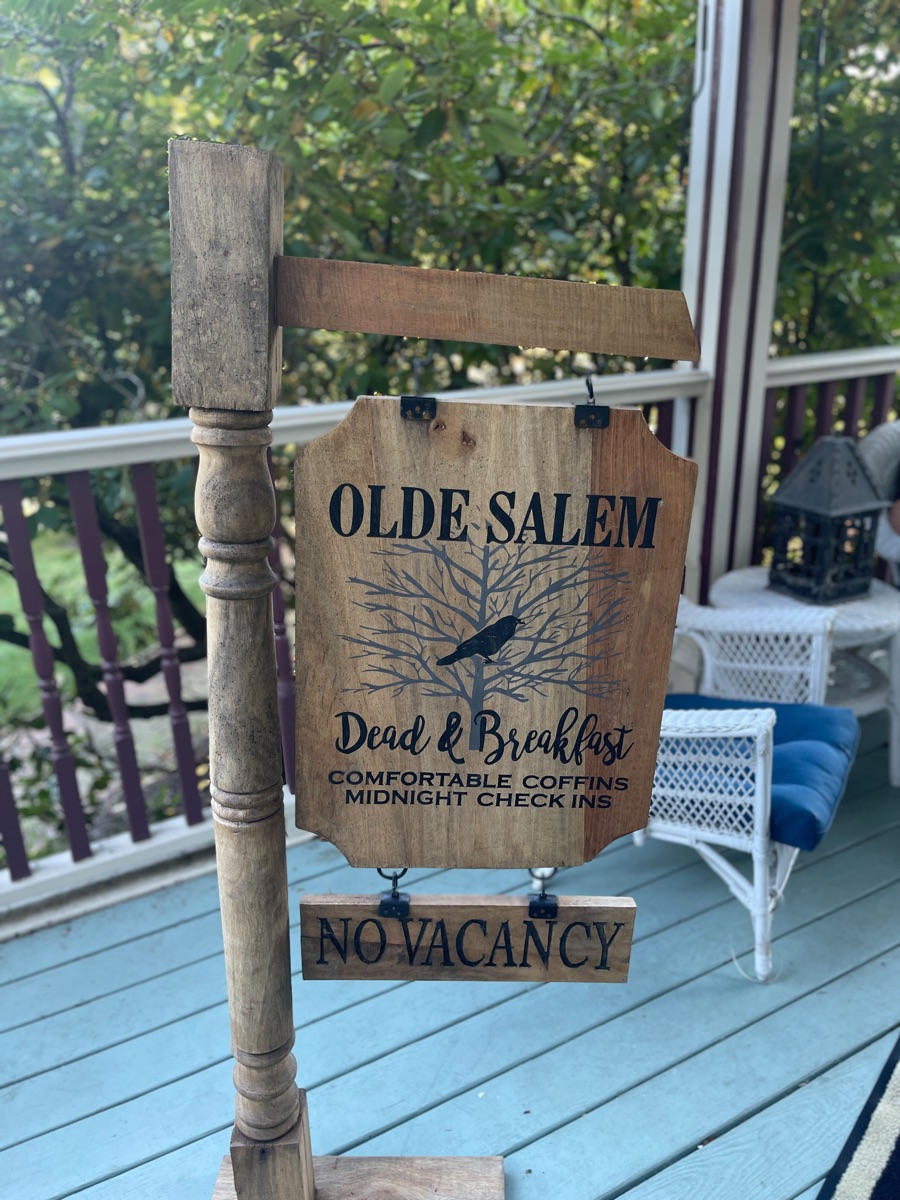 OLDE SALEM
Dead & Breakfast
COMFORTABLE COFFINS
MIDNIGHT CHECK INS
NO VACANCY